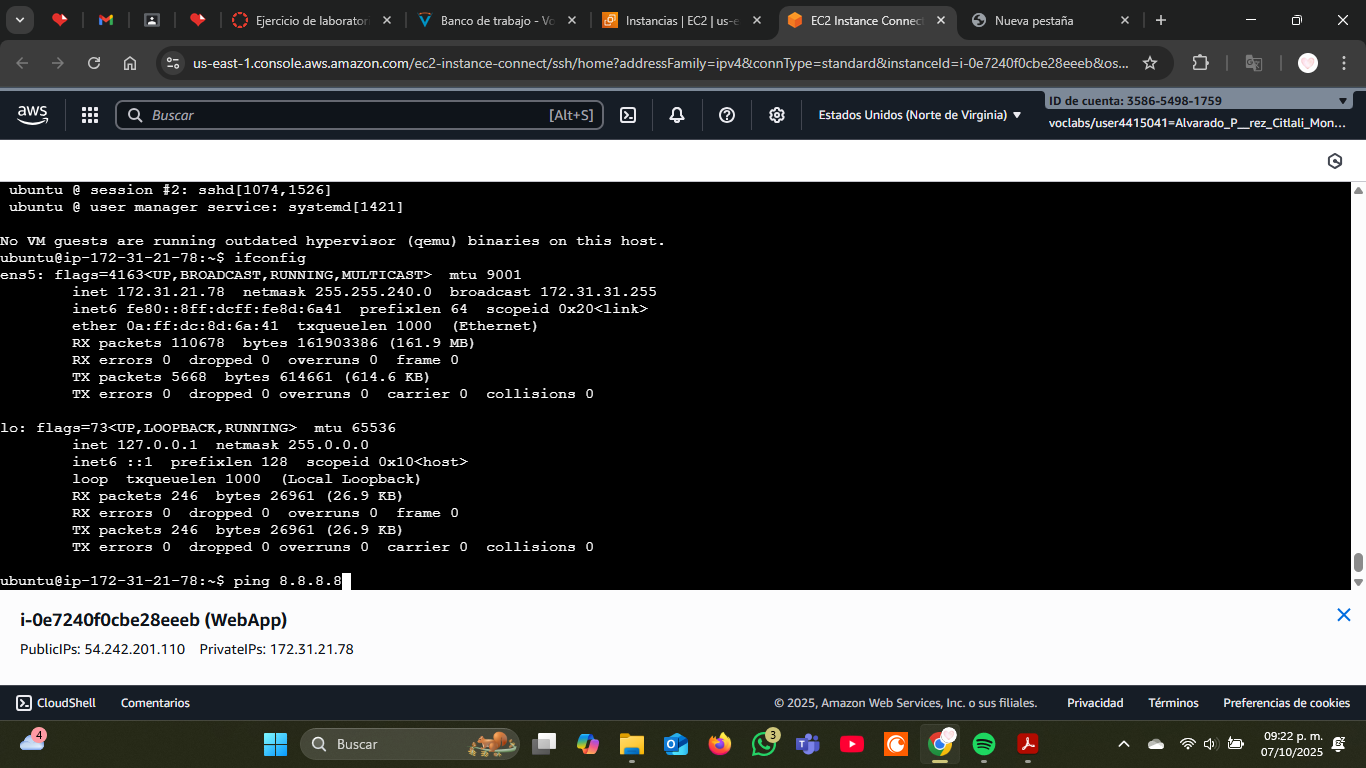 Ejercicio de laboratori
Banco de trabajo - Vo
Instancias | EC2 | us-e
EC2 Instance Connect
Nueva pestaña
us-east-1.console.aws.amazon.com/ec2-instance-connect/ssh/home?addressFamily=ipv4&connType=standard&instanceId=i-0e7240f0cbe28eeeb&os...
aws
Buscar
[Alt+S]
Estados Unidos (Norte de Virginia)
ID de cuenta: 3586-5498-1759
voclabs/user4415041=Alvarado_P__rez_Citlali_Mon...
ubuntu @ session #2: sshd[1074,1526]
ubuntu @ user manager service: systemd[1421]
No VM guests are running outdated hypervisor (qemu) binaries on this host.
ubuntu@ip-172-31-21-78:~$ ifconfig
ens5: flags=4163<UP,BROADCAST,RUNNING,MULTICAST>  mtu 9001
inet 172.31.21.78  netmask 255.255.240.0  broadcast 172.31.31.255
inet6 fe80::8ff:dcff:fe8d:6a41  prefixlen 64  scopeid 0x20<link>
ether 0a:ff:dc:8d:6a:41  txqueuelen 1000  (Ethernet)
RX packets 110678  bytes 161903386 (161.9 MB)
RX errors 0  dropped 0  overruns 0  frame 0
TX packets 5668  bytes 614661 (614.6 KB)
TX errors 0  dropped 0 overruns 0  carrier 0  collisions 0
lo: flags=73<UP,LOOPBACK,RUNNING>  mtu 65536
inet 127.0.0.1  netmask 255.0.0.0
inet6 ::1  prefixlen 128  scopeid 0x10<host>
loop  txqueuelen 1000  (Local Loopback)
RX packets 246  bytes 26961 (26.9 KB)
RX errors 0  dropped 0  overruns 0  frame 0
TX packets 246  bytes 26961 (26.9 KB)
TX errors 0  dropped 0 overruns 0  carrier 0  collisions 0
ubuntu@ip-172-31-21-78:~$ ping 8.8.8.8
i-0e7240f0cbe28eeeb (WebApp)
PublicIPs: 54.242.201.110 PrivateIPs: 172.31.21.78
CloudShell
Comentarios
© 2025, Amazon Web Services, Inc. o sus filiales.
Privacidad
Términos
Preferencias de cookies
4
Buscar
3
09:22 p. m.
07/10/2025